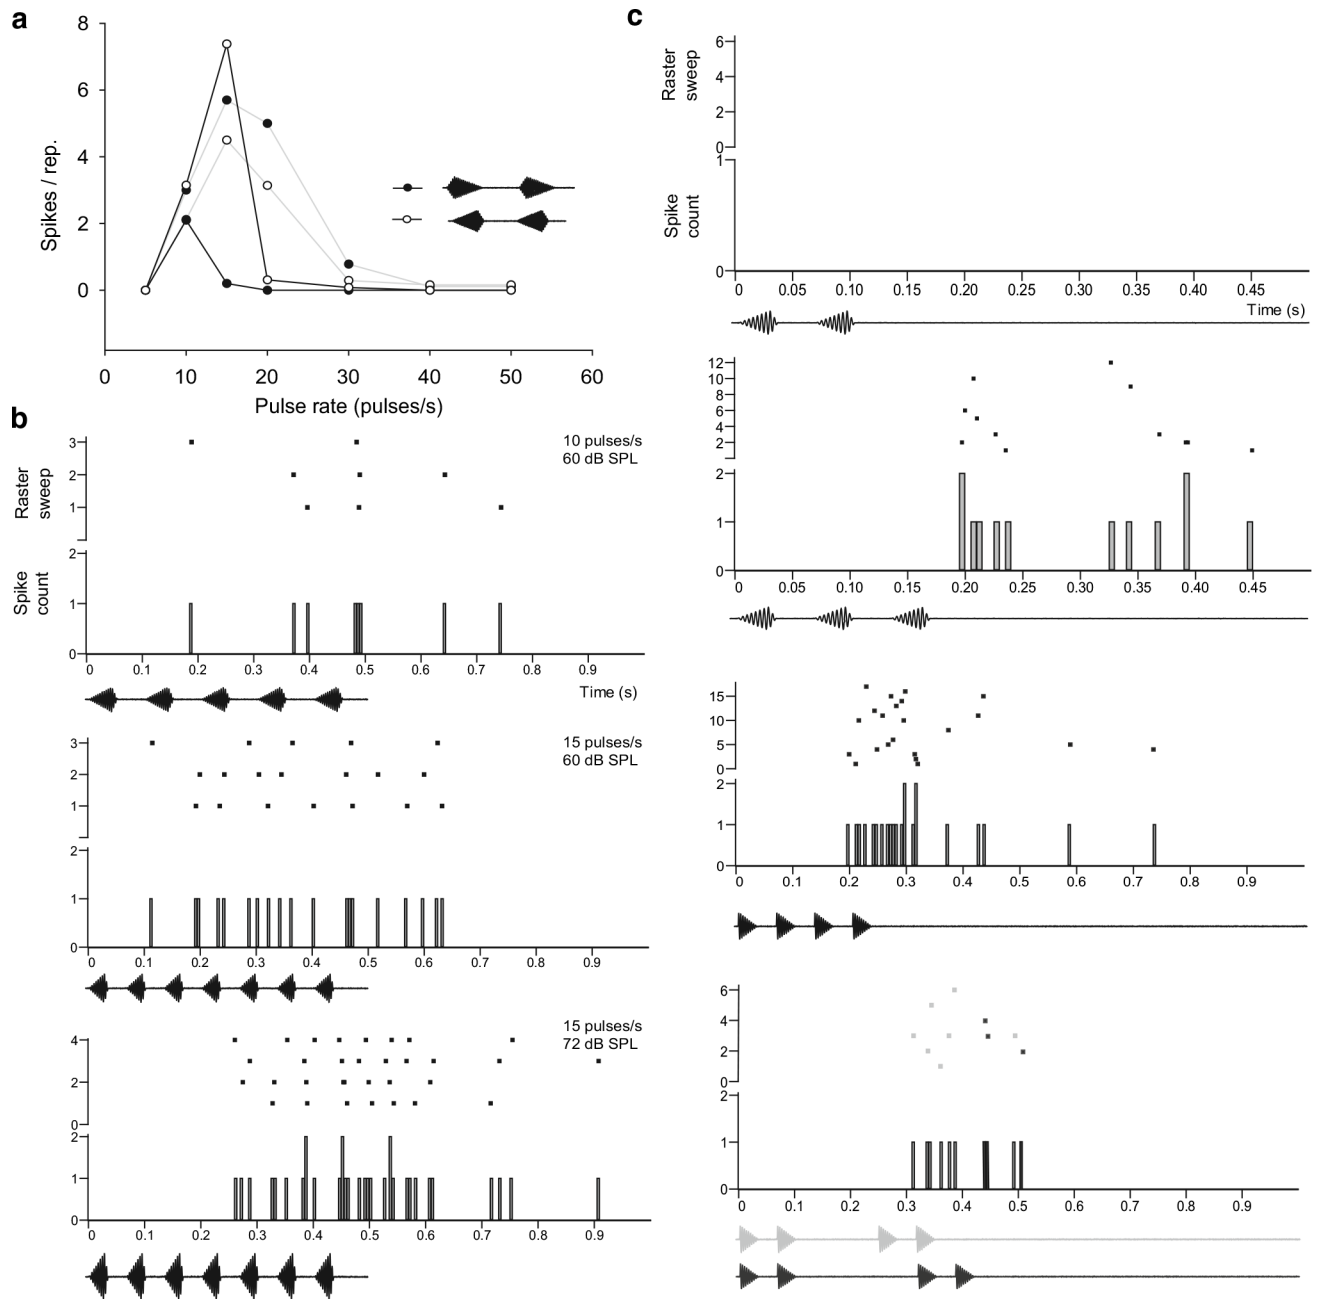 a
8
6
4
2
0
Spikes / rep.
0 10 20 30 40 50 60
Pulse rate (pulses/s)
b
10 pulses/s
60 dB SPL
Raster
sweep
3
2
1
Spike
count
2
1
0
0 0.1 0.2 0.3 0.4 0.5 0.6 0.7 0.8 0.9
Time (s)
15 pulses/s
60 dB SPL
3
2
1
2
1
0
0 0.1 0.2 0.3 0.4 0.5 0.6 0.7 0.8 0.9
15 pulses/s
72 dB SPL
4
2
0
2
1
0
0 0.1 0.2 0.3 0.4 0.5 0.6 0.7 0.8 0.9
c
Raster
sweep
6
4
2
0
Spike
count
1
0
0 0.05 0.10 0.15 0.20 0.25 0.30 0.35 0.40 0.45
Time (s)
12
10
8
6
4
2
2
1
0
0 0.05 0.10 0.15 0.20 0.25 0.30 0.35 0.40 0.45
15
10
5
0
2
1
0
0 0.1 0.2 0.3 0.4 0.5 0.6 0.7 0.8 0.9
6
4
2
0
2
1
0
0 0.1 0.2 0.3 0.4 0.5 0.6 0.7 0.8 0.9